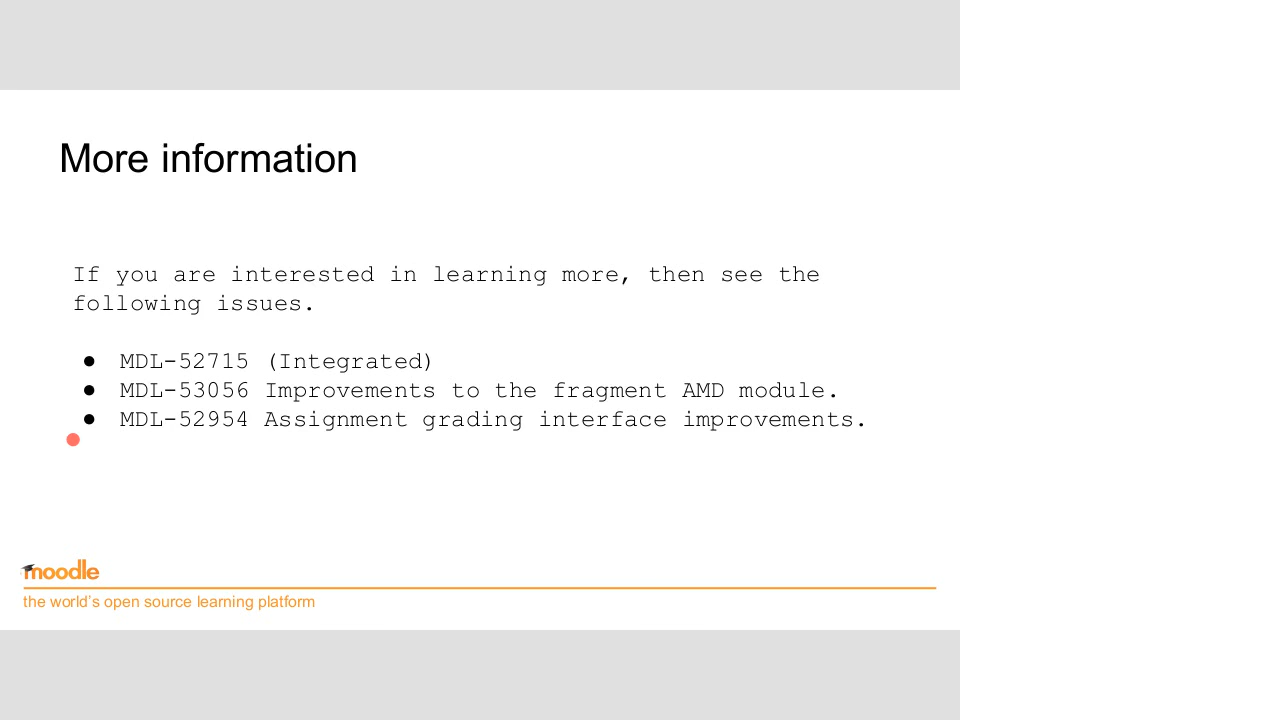 More information
If you are interested in learning more, then see the
following issues.
● MDL-52715 (Integrated)
● MDL-53056 Improvements to the fragment AMD module.
● MDL-52954 Assignment grading interface improvements.
moodle
the world's open source learning platform